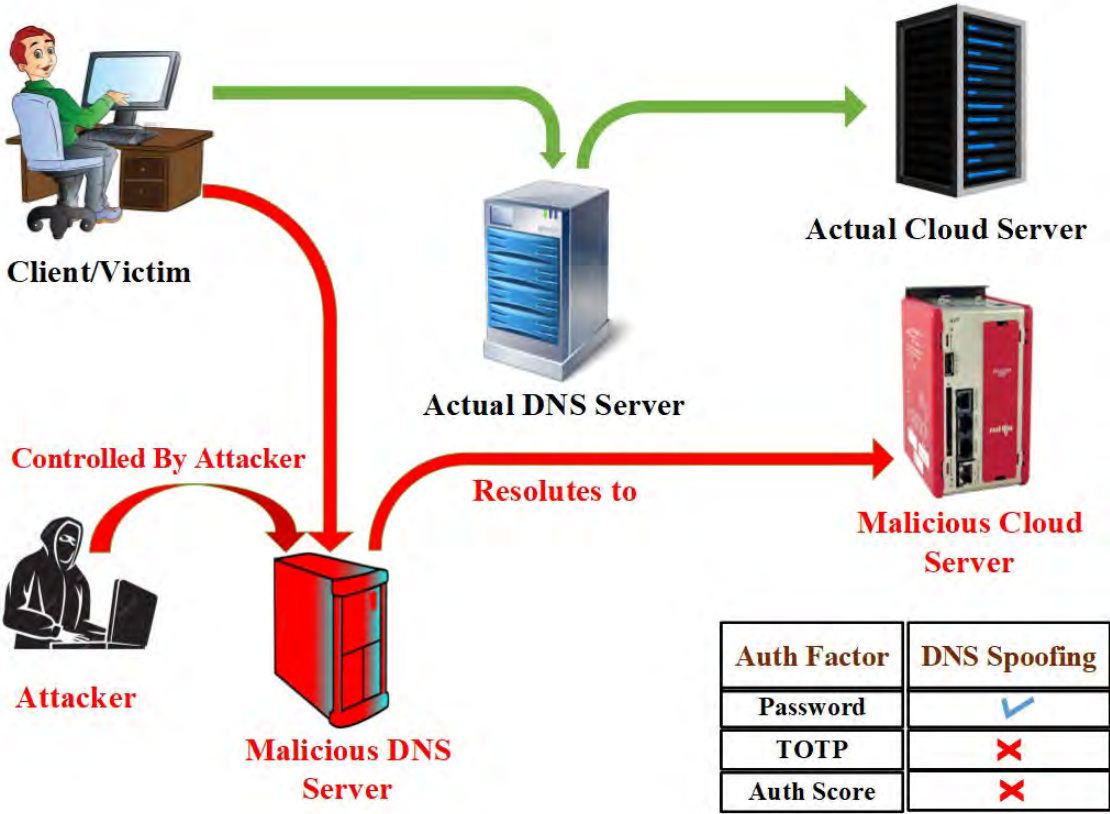 Client/Victim
Actual Cloud Server
Actual DNS Server
Controlled By Attacker
Resolutes to
Malicious Cloud
Server
Attacker
Malicious DNS
Server
Auth Factor DNS Spoofing
Password
TOTP
Auth Score